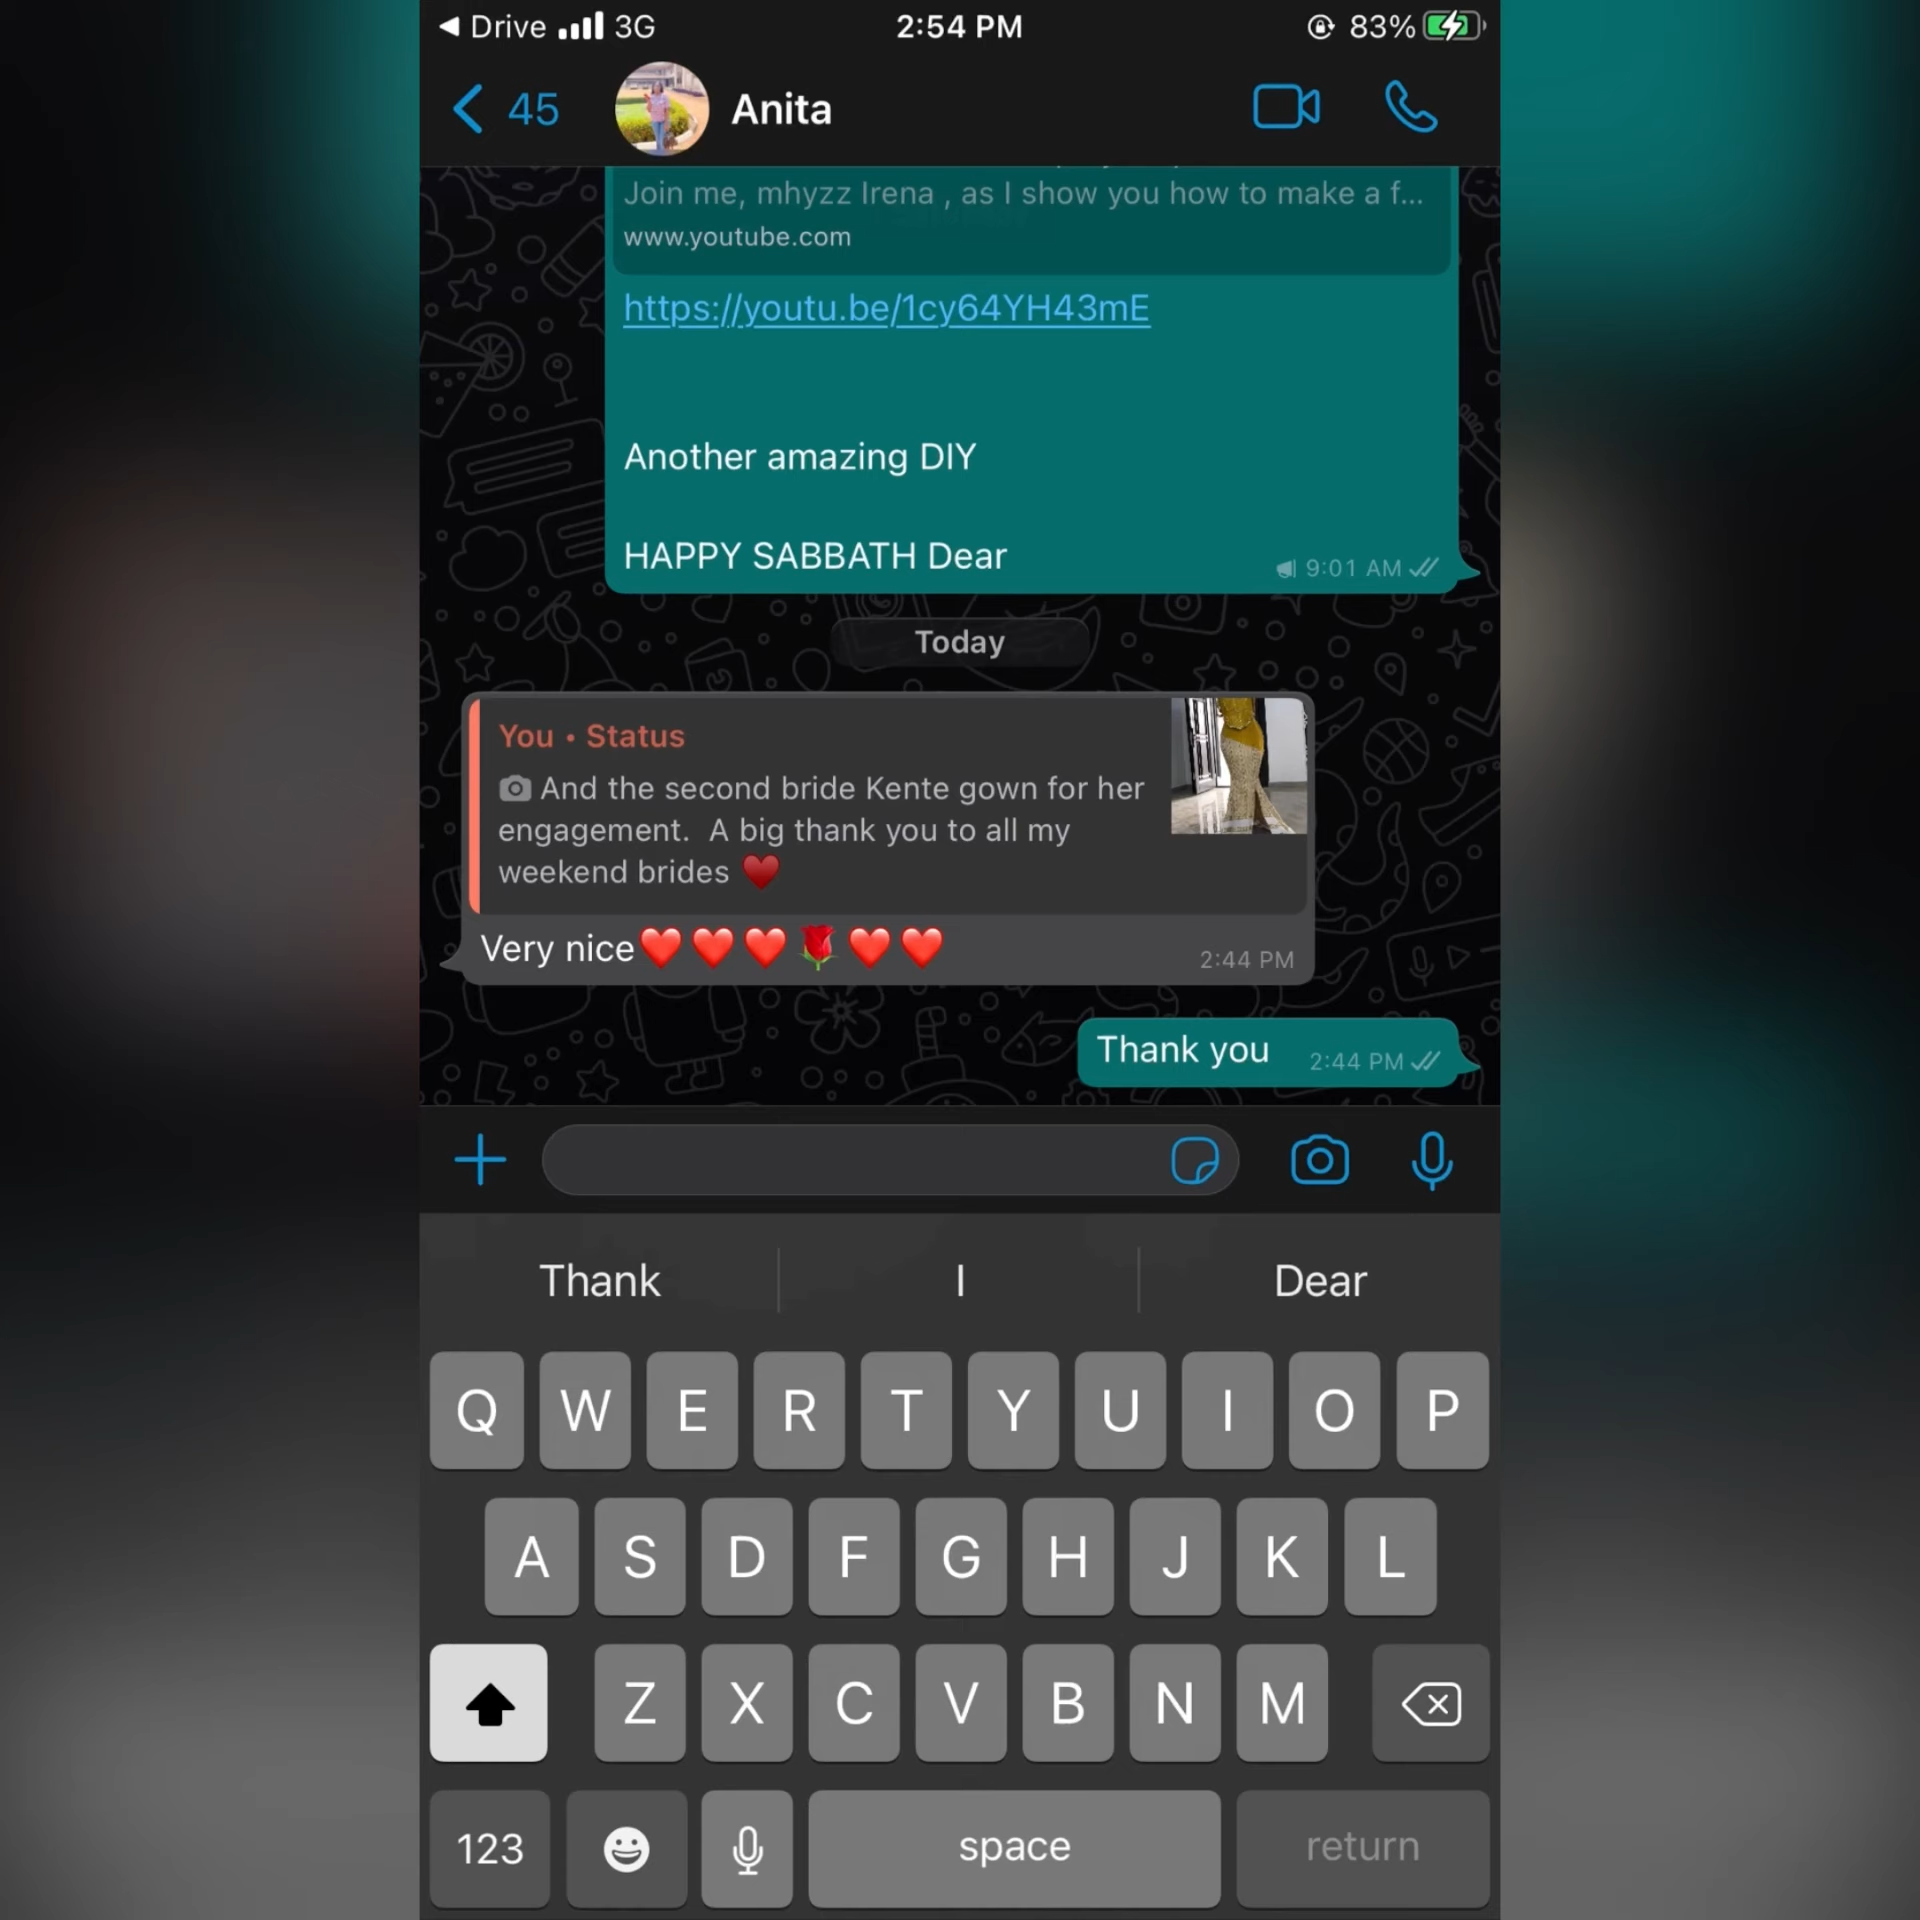 Drive 3G 2:54 PM 83%
45 Anita
Join me, mhyzz Irena , as I show you how to make a f...
www.youtube.com
https://youtu.be/1cy64YH43mE
Another amazing DIY
HAPPY SABBATH Dear
9:01 AM
Today
You • Status
And the second bride Kente gown for her
engagement.  A big thank you to all my
weekend brides ♥️
Very nice❤️❤️❤️🌹❤️❤️
2:44 PM
Thank you 2:44 PM
Thank I Dear
Q W E R T Y U I O P
A S D F G H J K L
Z X C V B N M
123 space return